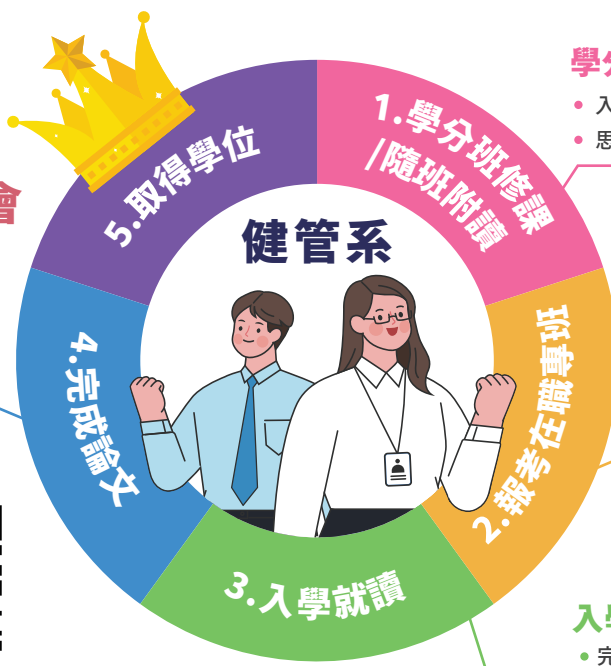 健管系
1.學分班修課
/隨班附讀
2.報考在職專班
3.入學就讀
4.完成論文
5.取得學位
學
• 入
• 思
會
入
• 完